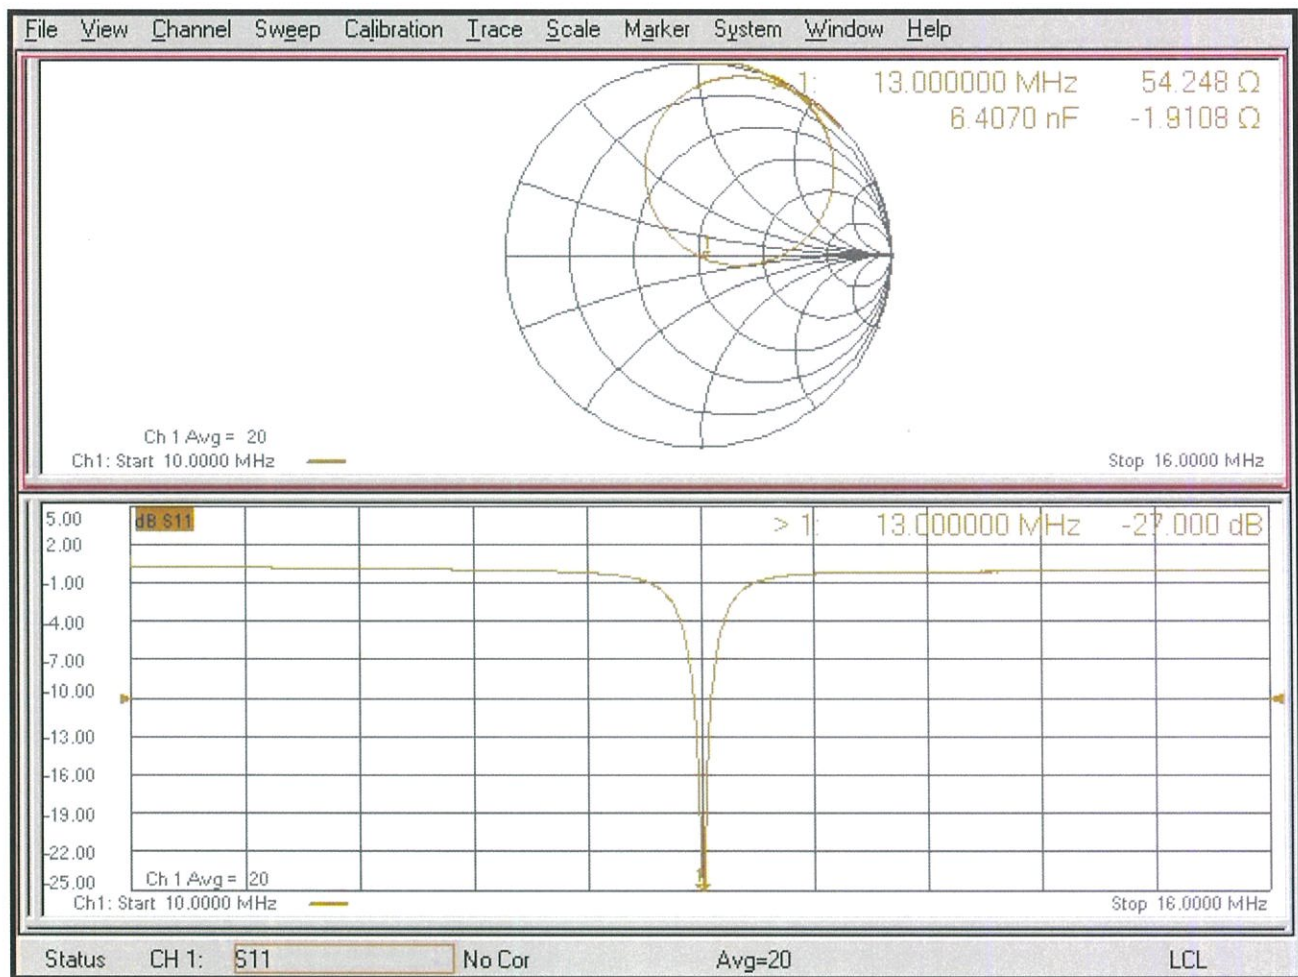 File View Channel Sweep Calibration Trace Scale Marker System Window Help
> 1: 13.000000 MHz 54.248 Ω
6.4070 nF -1.9108 Ω
1
Ch 1 Avg = 20
Ch1: Start 10.0000 MHz Stop 16.0000 MHz
5.00 dB S11 > 1: 13.000000 MHz -27.000 dB
2.00
-1.00
-4.00
-7.00
-10.00
-13.00
-16.00
-19.00
-22.00
-25.00 Ch 1 Avg = 20 1
Ch1: Start 10.0000 MHz Stop 16.0000 MHz
Status CH 1: S11 No Cor Avg=20 LCL